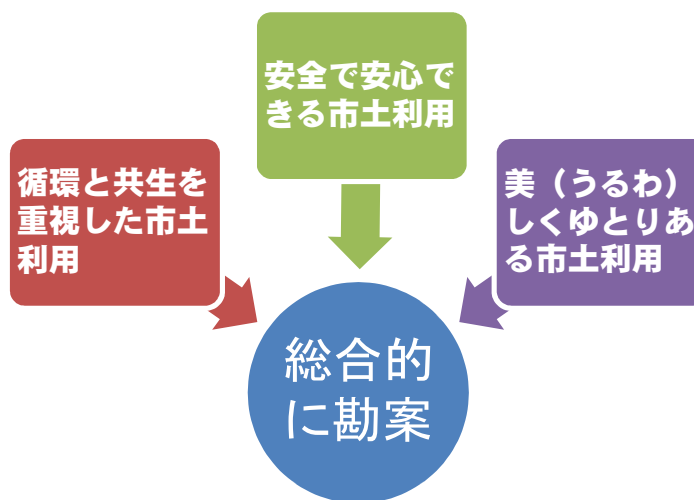 安全で安心で
きる市土利用
循環と共生を
重視した市土
利用
美（うるわ）
しくゆとりあ
る市土利用
総合的
に勘案